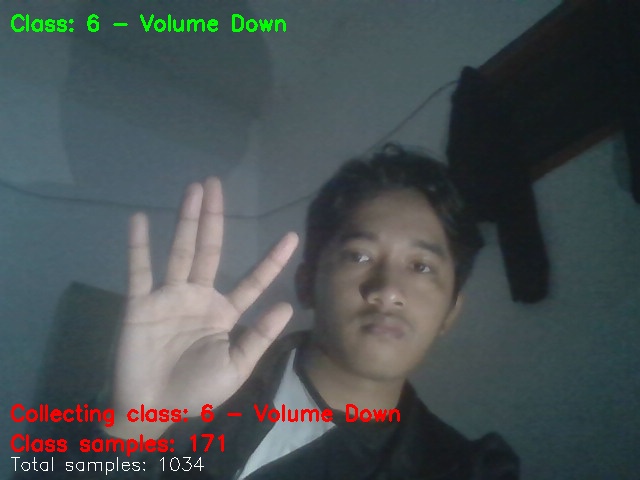 Class: 6 - Volume Down
Collecting class: 6 - Volume Down
Class samples: 171
Total samples: 1034